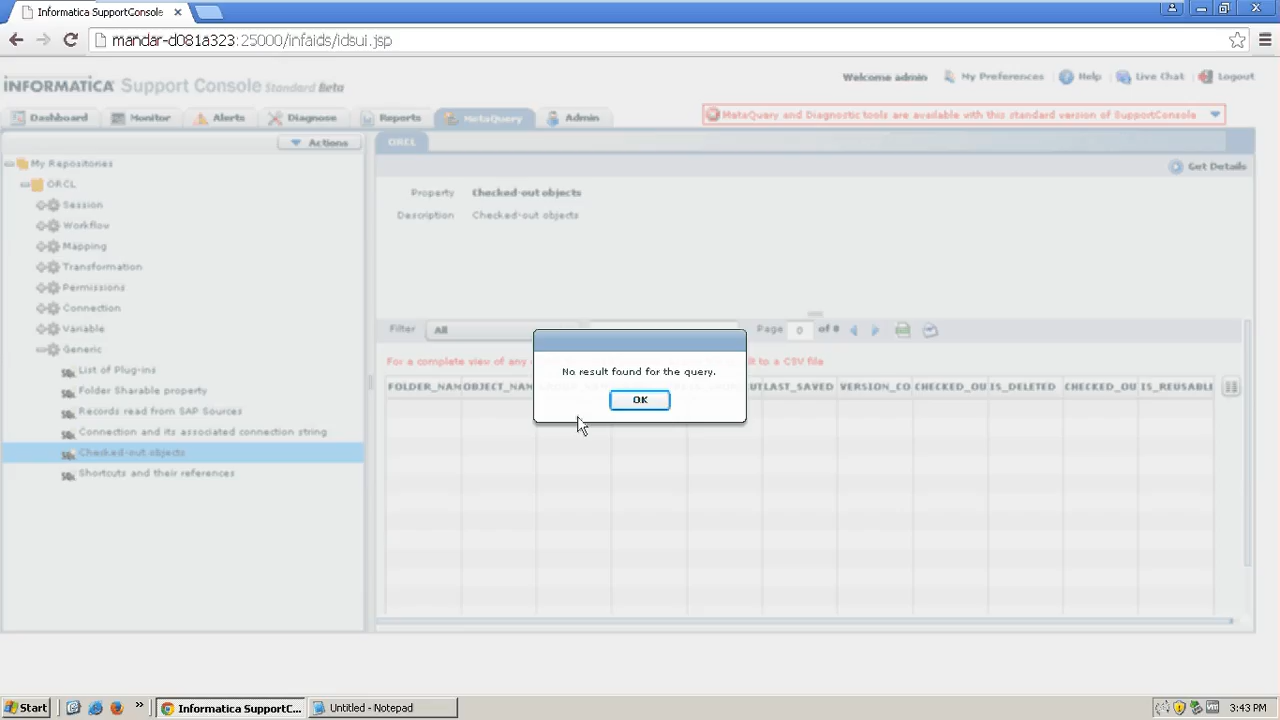 Informatica SupportConsole
mandar-d081a323:25000/infaids/idsui.jsp
INFORMATICA Support Console Standard Beta
Welcome admin
My Preferences
Help
Live Chat
Logout
Dashboard
Monitor
Alerts
Diagnose
Reports
MetaQuery
Admin
MetaQuery and Diagnostic tools are available with this standard version of SupportConsole
Actions
My Repositories
ORCL
Session
Workflow
Mapping
Transformation
Permissions
Connection
Variable
Generic
List of Plug-ins
Folder Sharable property
Records read from SAP Sources
Connection and its associated connection string
Checked-out objects
Shortcuts and their references
ORCL
Get Details
Property Checked-out objects
Description Checked-out objects
Filter All
Page 0 of 0
For a complete view of any
lt to a CSV file
FOLDER_NAM OBJECT_NAM
LAST_SAVED VERSION_CO CHECKED_OU IS_DELETED CHECKED_OU IS_REUSABL
No result found for the query.
OK
Start
Informatica SupportC...
Untitled - Notepad
3:43 PM